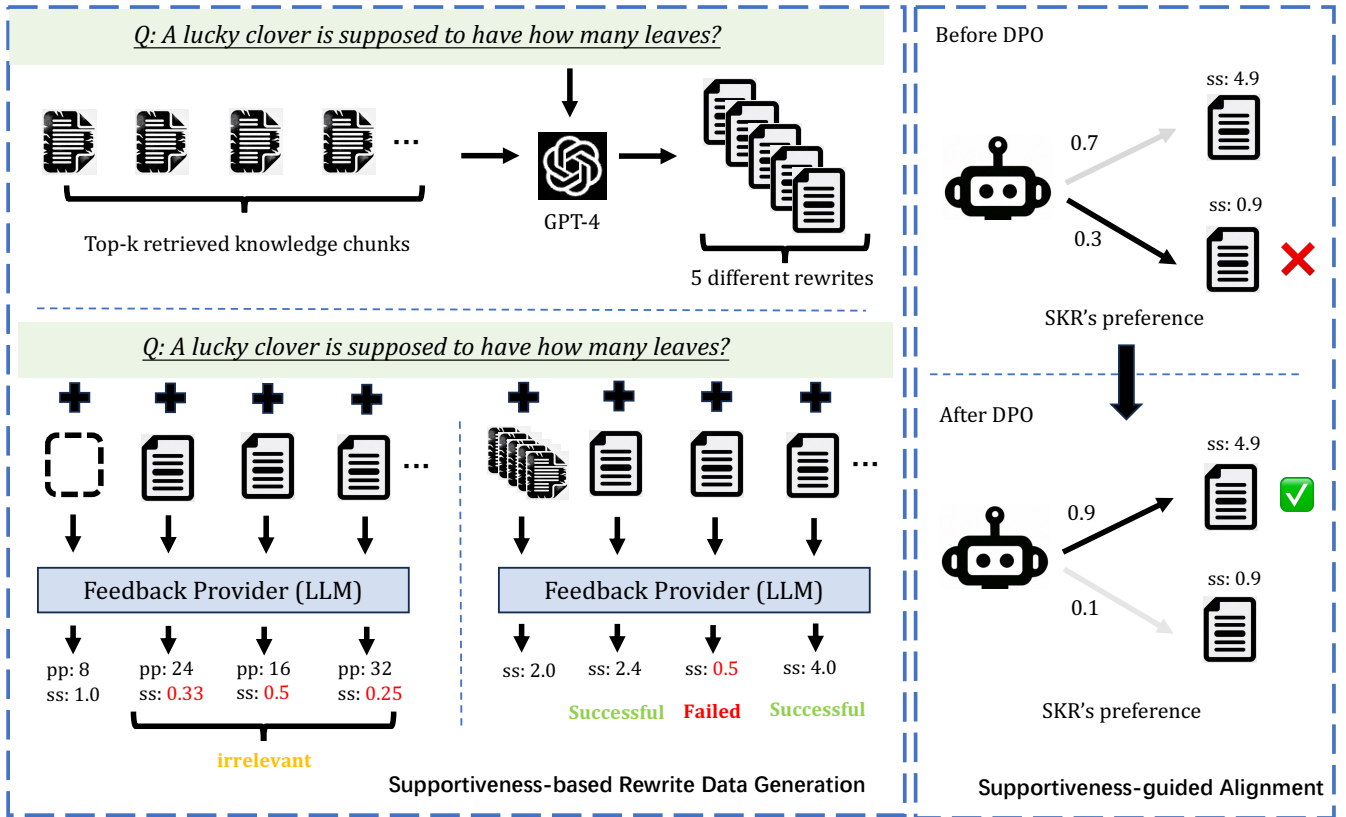 Q: A lucky clover is supposed to have how many leaves?
...
GPT-4
Top-k retrieved knowledge chunks
5 different rewrites
Q: A lucky clover is supposed to have how many leaves?
...
Feedback Provider (LLM)
pp: 8
ss: 1.0
pp: 24
ss: 0.33
pp: 16
ss: 0.5
pp: 32
ss: 0.25
irrelevant
...
Feedback Provider (LLM)
ss: 2.0
ss: 2.4
ss: 0.5
ss: 4.0
Successful
Failed
Successful
Supportiveness-based Rewrite Data Generation
Before DPO
ss: 4.9
0.7
ss: 0.9
0.3
SKR's preference
After DPO
ss: 4.9
0.9
ss: 0.9
0.1
SKR's preference
Supportiveness-guided Alignment